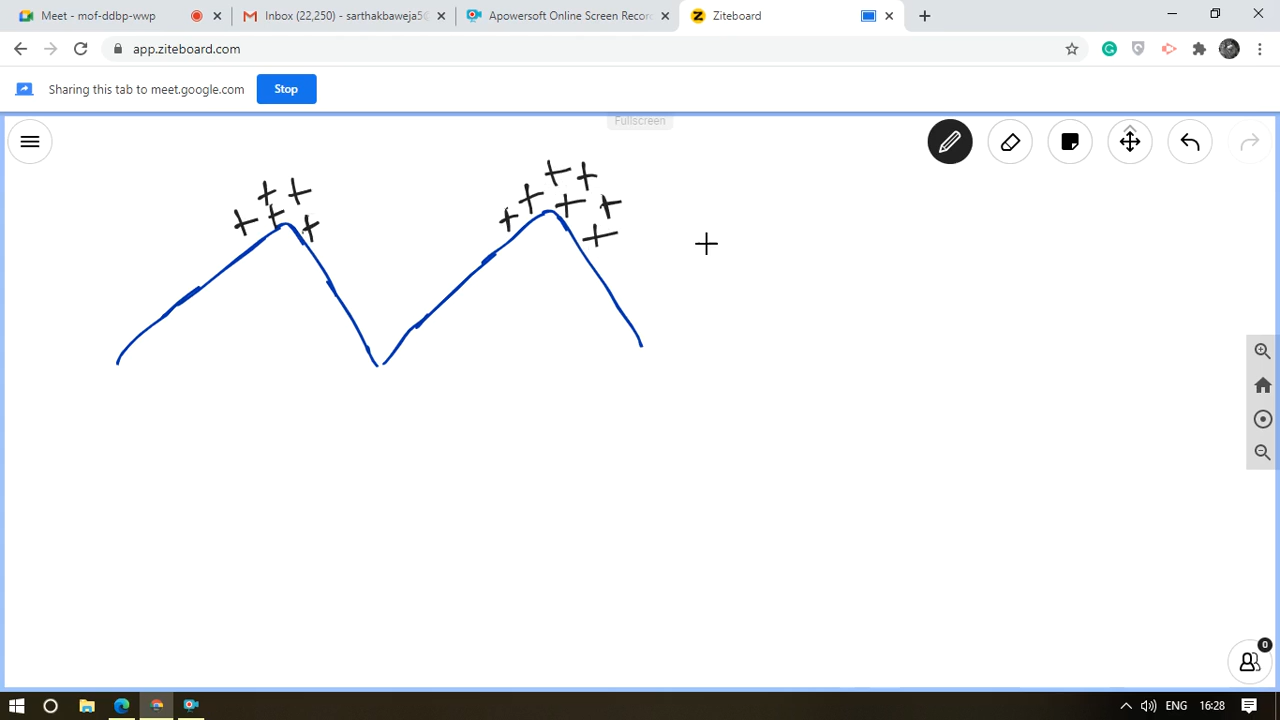 Meet - mof-ddbp-wwp
Inbox (22,250) - sarthakbaweja5
Apowersoft Online Screen Record
Ziteboard
app.ziteboard.com
Sharing this tab to meet.google.com
Stop
Fullscreen
+ +
+ + +
+ +
+ + + +
+
0
ENG
16:28